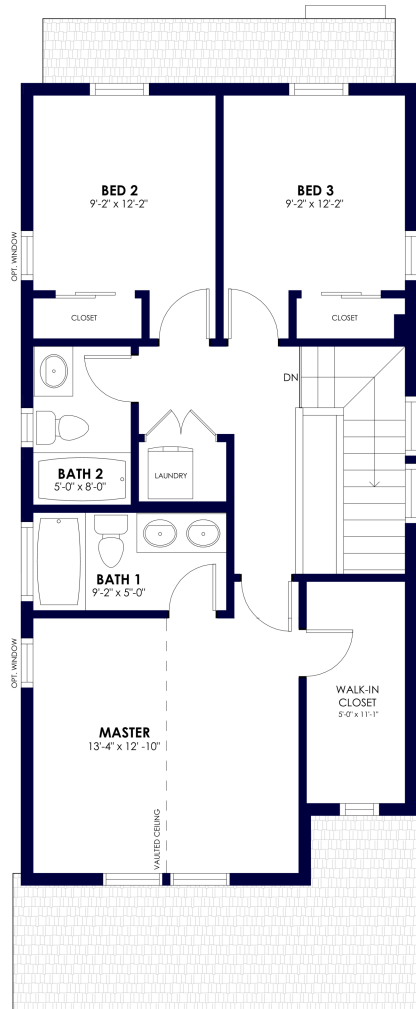 BED 2
9'-2" x 12'-2"
BED 3
9'-2" x 12'-2"
OPT. WINDOW
CLOSET
CLOSET
DN
LAUNDRY
BATH 2
5'-0" x 8'-0"
BATH 1
9'-2" x 5'-0"
OPT. WINDOW
WALK-IN
CLOSET
5'-0" x 11'-1"
MASTER
13'-4" x 12' -10"
VAULTED CEILING